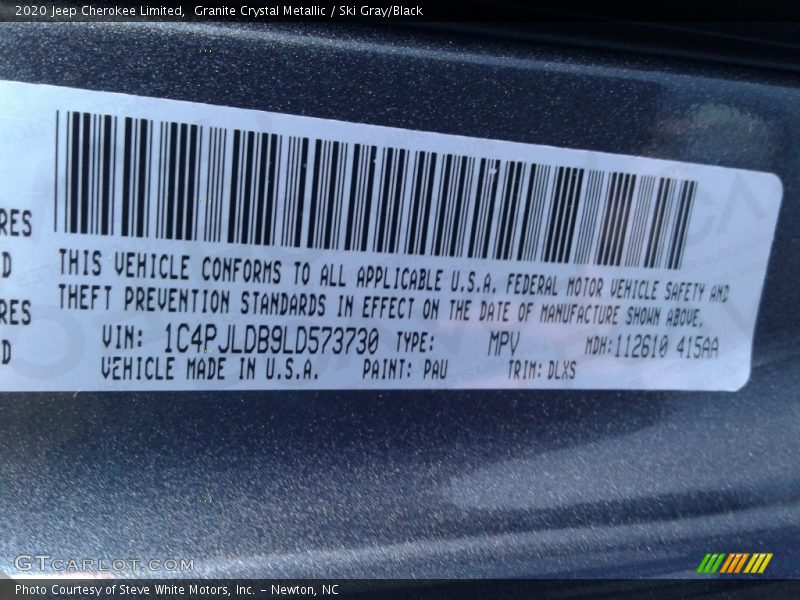 2020 Jeep Cherokee Limited, Granite Crystal Metallic / Ski Gray/Black
RES
D
RES
D
THIS VEHICLE CONFORMS TO ALL APPLICABLE U.S.A. FEDERAL MOTOR VEHICLE SAFETY AND
THEFT PREVENTION STANDARDS IN EFFECT ON THE DATE OF MANUFACTURE SHOWN ABOVE.
VIN: 1C4PJLDB9LD573730 TYPE: MPV MDH:112610 415AA
VEHICLE MADE IN U.S.A. PAINT: PAU TRIM: DLXS
GTCARLOT.COM
Photo Courtesy of Steve White Motors, Inc. – Newton, NC